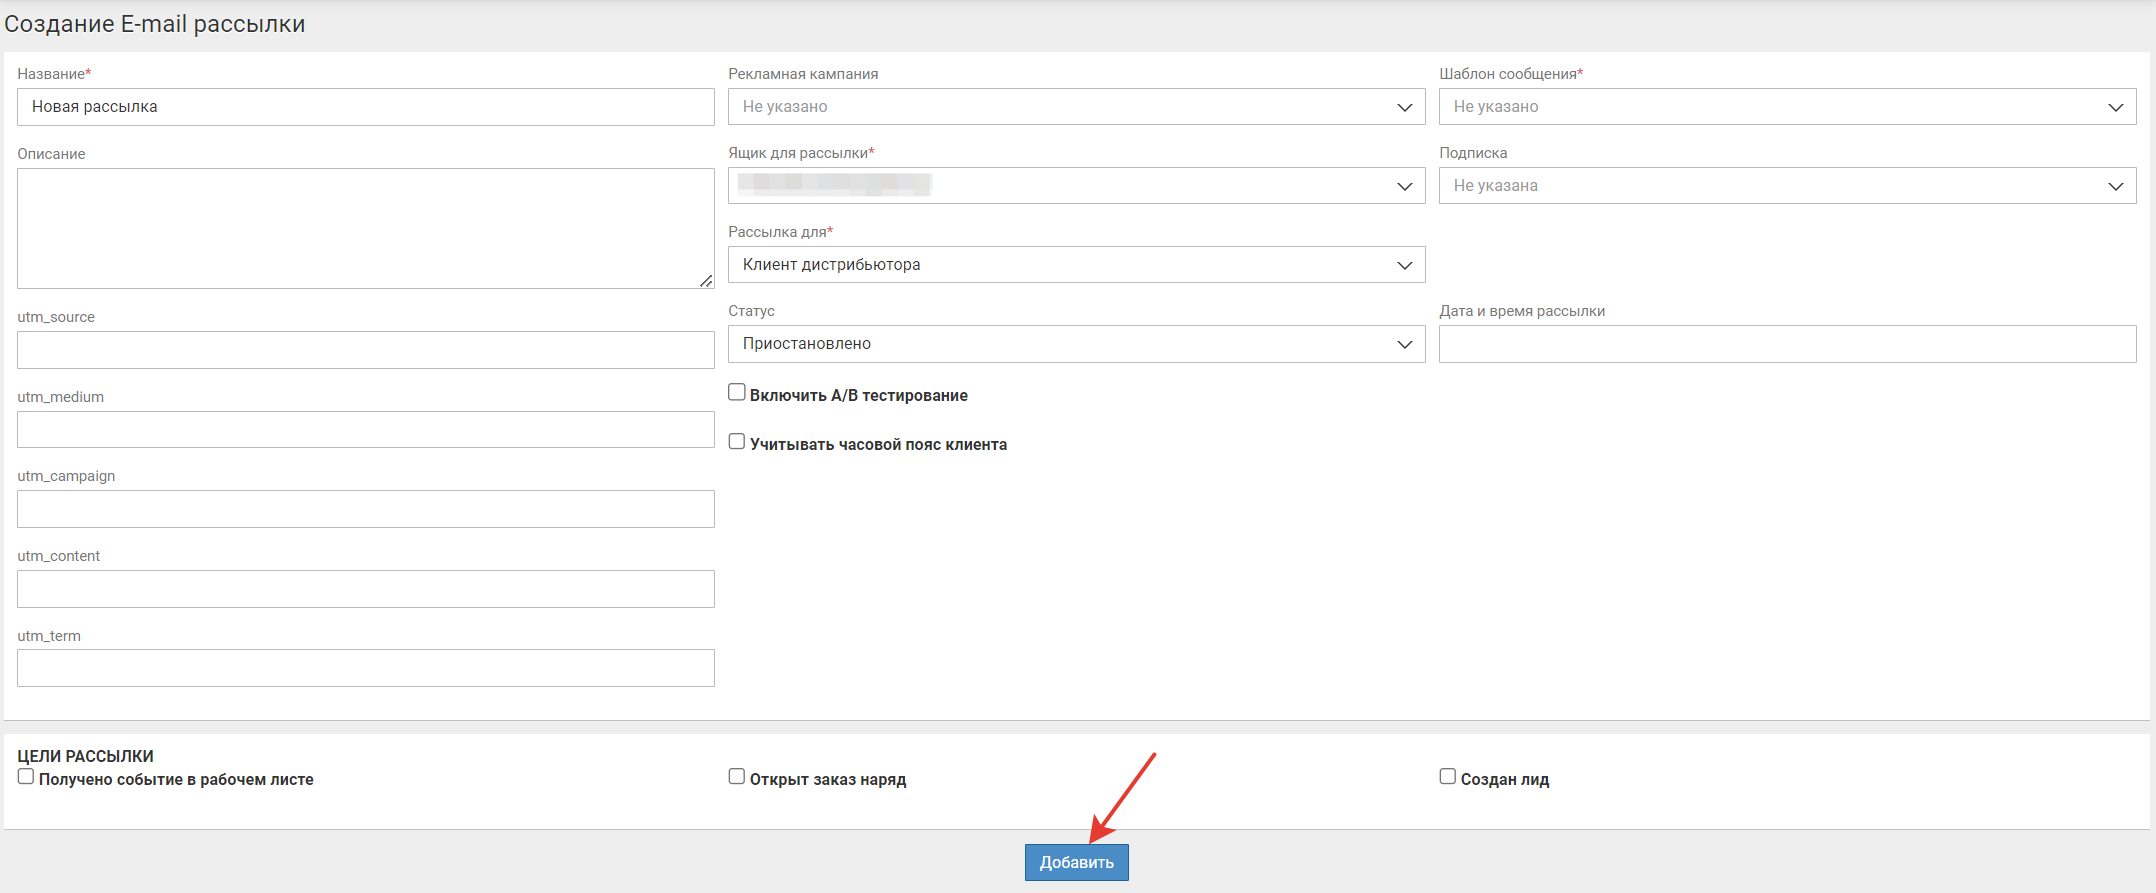 Создание E-mail рассылки
Название*
Новая рассылка
Описание
utm_source
utm_medium
utm_campaign
utm_content
utm_term
Рекламная кампания
Не указано
Ящик для рассылки*
Рассылка для*
Клиент дистрибьютора
Статус
Приостановлено
Включить A/B тестирование
Учитывать часовой пояс клиента
Шаблон сообщения*
Не указано
Подписка
Не указана
Дата и время рассылки
ЦЕЛИ РАССЫЛКИ
Получено событие в рабочем листе
Открыт заказ наряд
Создан лид
Добавить